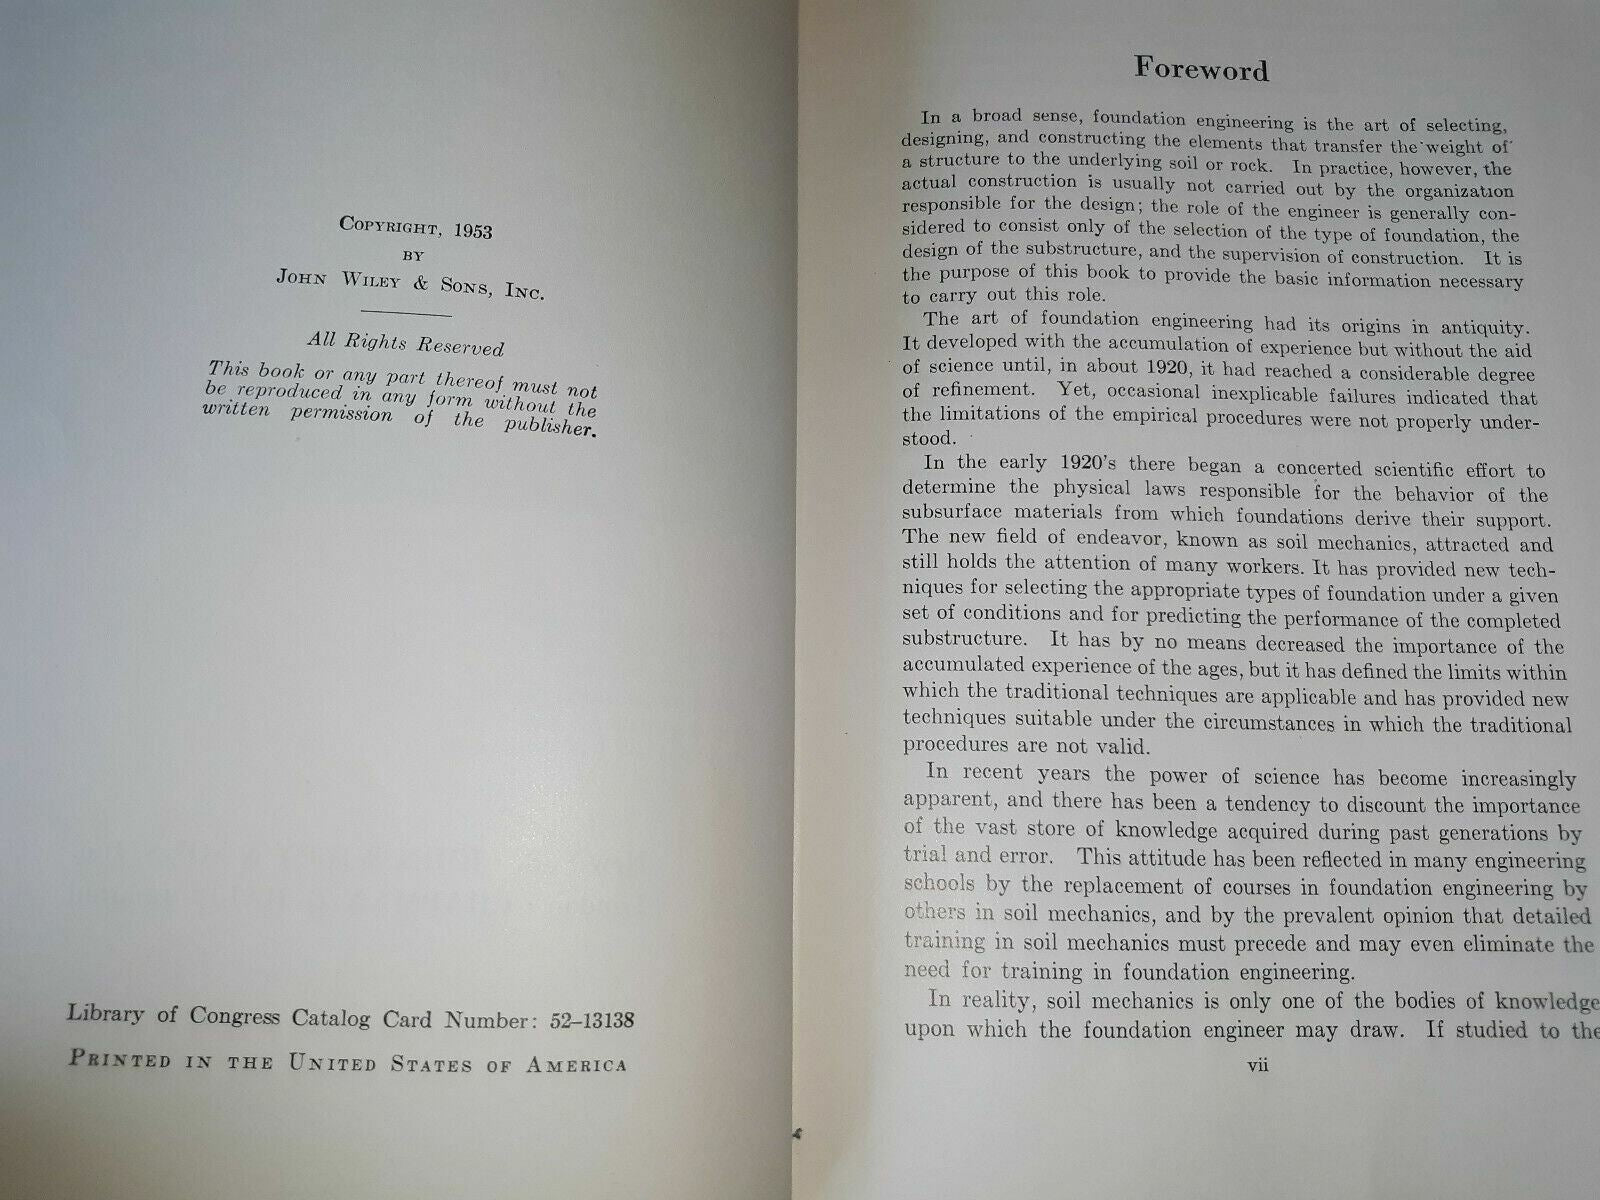 COPYRIGHT, 1953
BY
JOHN WILEY & SONS, INC.
All Rights Reserved
This book or any part thereof must not
be reproduced in any form without the
written permission of the publisher.
Library of Congress Catalog Card Number: 52–13138
PRINTED IN THE UNITED STATES OF AMERICA
Foreword
In a broad sense, foundation engineering is the art of selecting,
designing, and constructing the elements that transfer the weight of
a structure to the underlying soil or rock. In practice, however, the
actual construction is usually not carried out by the organization
responsible for the design; the role of the engineer is generally con-
sidered to consist only of the selection of the type of foundation, the
design of the substructure, and the supervision of construction. It is
the purpose of this book to provide the basic information necessary
to carry out this role.
The art of foundation engineering had its origins in antiquity.
It developed with the accumulation of experience but without the aid
of science until, in about 1920, it had reached a considerable degree
of refinement. Yet, occasional inexplicable failures indicated that
the limitations of the empirical procedures were not properly under-
stood.
In the early 1920's there began a concerted scientific effort to
determine the physical laws responsible for the behavior of the
subsurface materials from which foundations derive their support.
The new field of endeavor, known as soil mechanics, attracted and
still holds the attention of many workers. It has provided new tech-
niques for selecting the appropriate types of foundation under a given
set of conditions and for predicting the performance of the completed
substructure. It has by no means decreased the importance of the
accumulated experience of the ages, but it has defined the limits within
which the traditional techniques are applicable and has provided new
techniques suitable under the circumstances in which the traditional
procedures are not valid.
In recent years the power of science has become increasingly
apparent, and there has been a tendency to discount the importance
of the vast store of knowledge acquired during past generations by
trial and error. This attitude has been reflected in many engineering
schools by the replacement of courses in foundation engineering by
others in soil mechanics, and by the prevalent opinion that detailed
training in soil mechanics must precede and may even eliminate the
need for training in foundation engineering.
In reality, soil mechanics is only one of the bodies of knowledge
upon which the foundation engineer may draw. If studied to the
vii